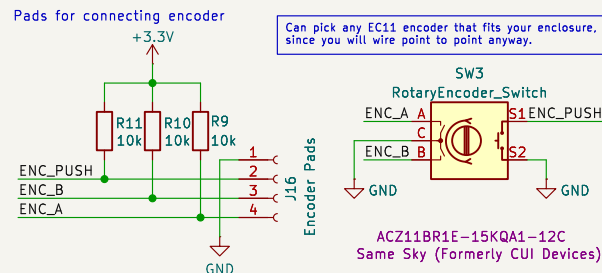 Pads for connecting encoder
+3.3V
Can pick any EC11 encoder that fits your enclosure,
since you will wire point to point anyway.
R11
10k
R10
10k
R9
10k
ENC_PUSH
ENC_B
ENC_A
1
2
3
4
J16
Encoder Pads
GND
SW3
RotaryEncoder_Switch
ENC_A
A
C
ENC_B
B
S1
ENC_PUSH
S2
GND
GND
ACZ11BR1E-15KQA1-12C
Same Sky (Formerly CUI Devices)